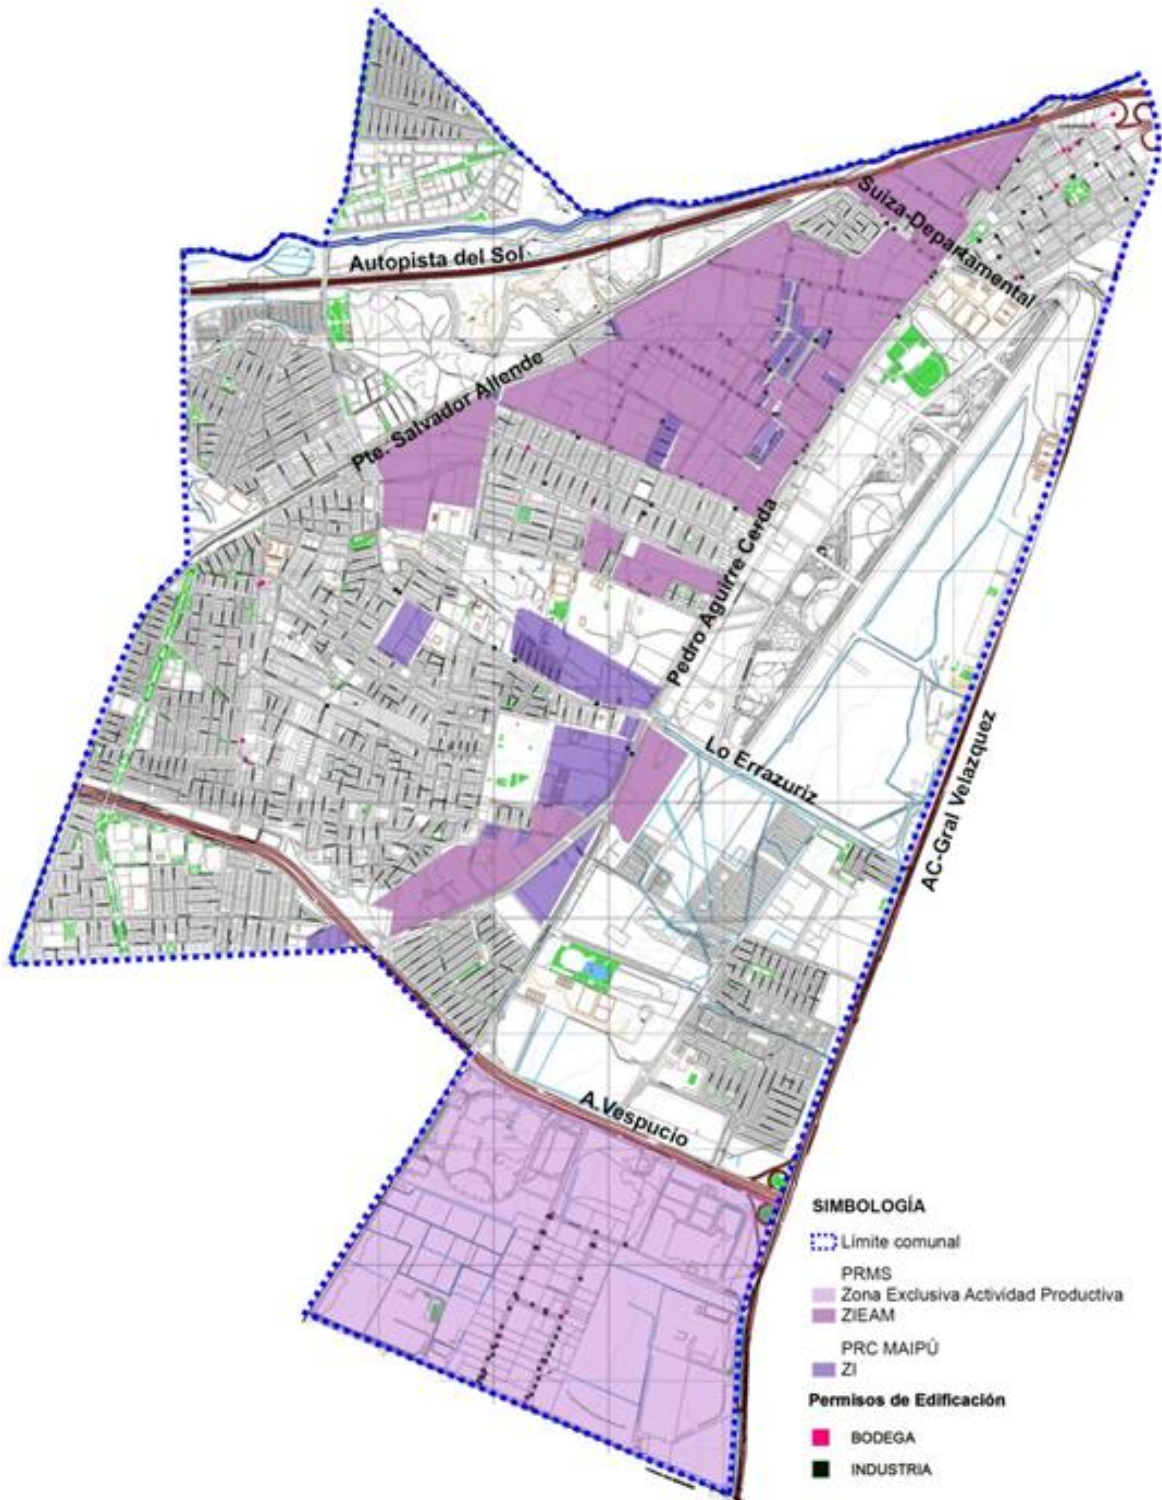 Suiza-Departamental
Autopista del Sol
Pte. Salvador Allende
Pedro Aguirre Cerda
Lo Errazuriz
AC-Gral Velazquez
A.Vespucio
SIMBOLOGÍA
Límite comunal
PRMS
Zona Exclusiva Actividad Productiva
ZIEAM
PRC MAIPÚ
ZI
Permisos de Edificación
BODEGA
INDUSTRIA